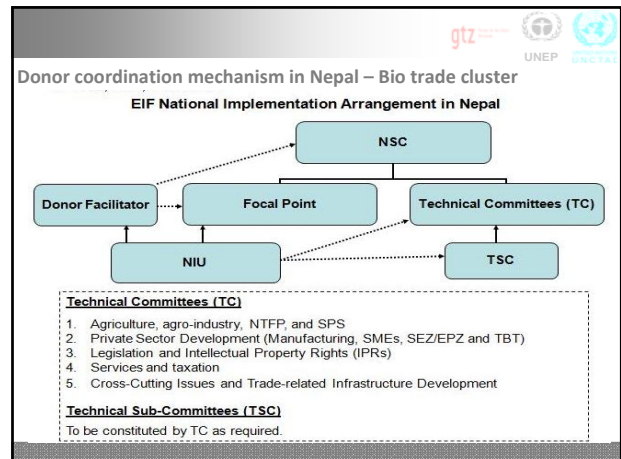 gtz
UNEP
UNCTAD
Donor coordination mechanism in Nepal – Bio trade cluster
EIF National Implementation Arrangement in Nepal
NSC
Donor Facilitator
Focal Point
Technical Committees (TC)
NIU
TSC
Technical Committees (TC)
1. Agriculture, agro-industry, NTFP, and SPS
2. Private Sector Development (Manufacturing, SMEs, SEZ/EPZ and TBT)
3. Legislation and Intellectual Property Rights (IPRs)
4. Services and taxation
5. Cross-Cutting Issues and Trade-related Infrastructure Development
Technical Sub-Committees (TSC)
To be constituted by TC as required.